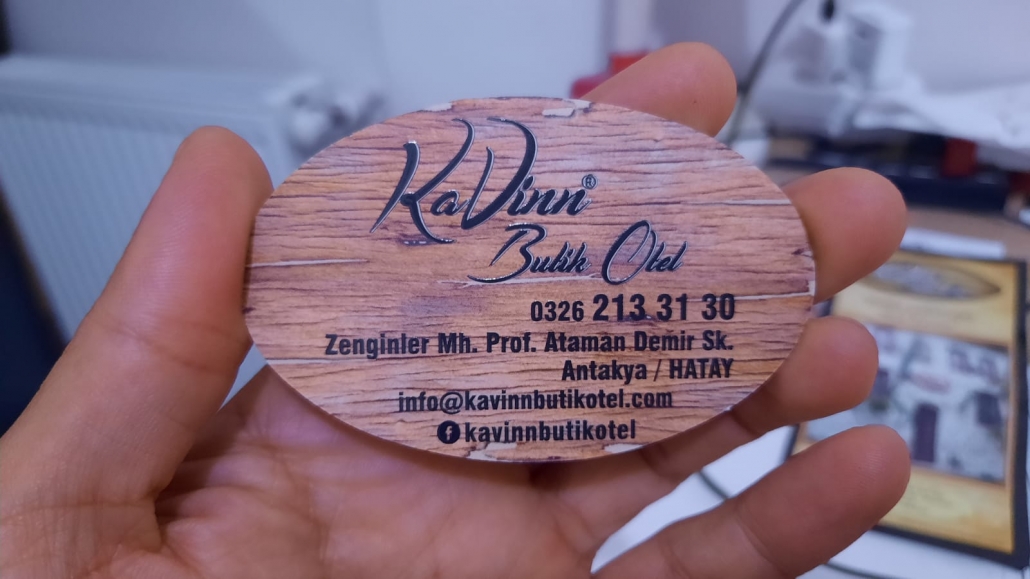 KaVinn®
Butik Otel
0326 213 31 30
Zenginler Mh. Prof. Ataman Demir Sk.
Antakya / HATAY
info@kavinnbutikotel.com
kavinnbutikotel